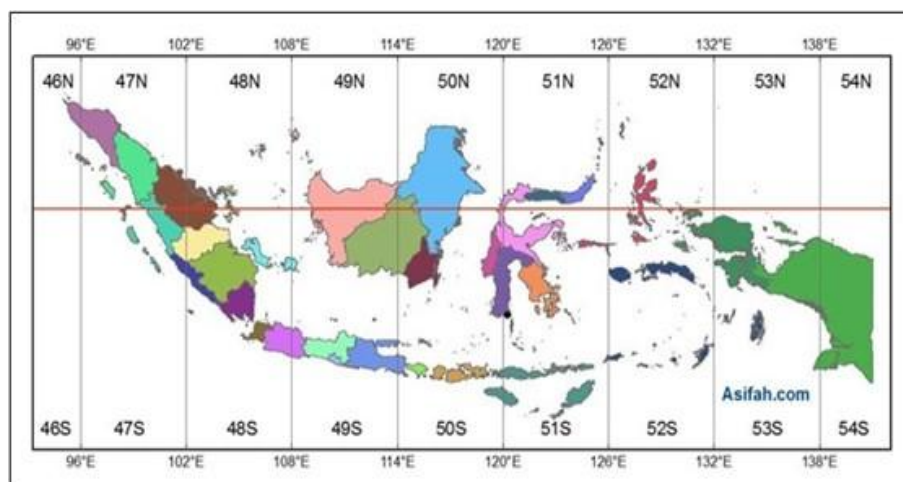 96°E 102°E 108°E 114°E 120°E 126°E 132°E 138°E
46N 47N 48N 49N 50N 51N 52N 53N 54N
Asifah.com
46S 47S 48S 49S 50S 51S 52S 53S 54S
96°E 102°E 108°E 114°E 120°E 126°E 132°E 138°E